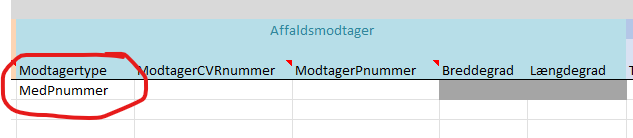 Affaldsmodtager
Modtagertype ModtagerCVRnummer ModtagerPnummer Breddegrad Længdegrad
MedPnummer